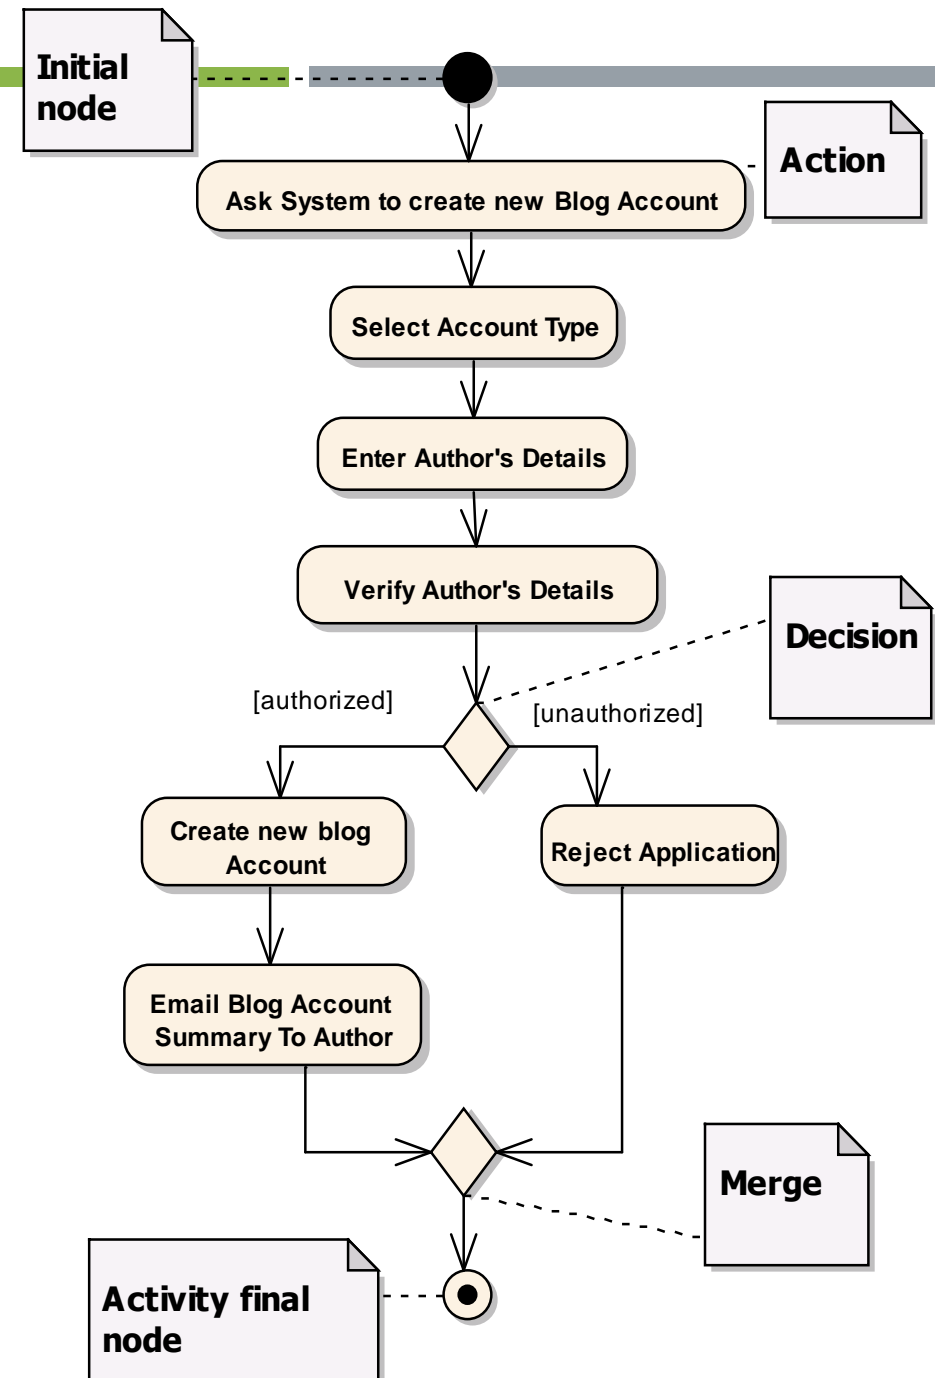 Initial
node
Action
Ask System to create new Blog Account
Select Account Type
Enter Author's Details
Verify Author's Details
Decision
[authorized]
[unauthorized]
Create new blog
Account
Reject Application
Email Blog Account
Summary To Author
Merge
Activity final
node